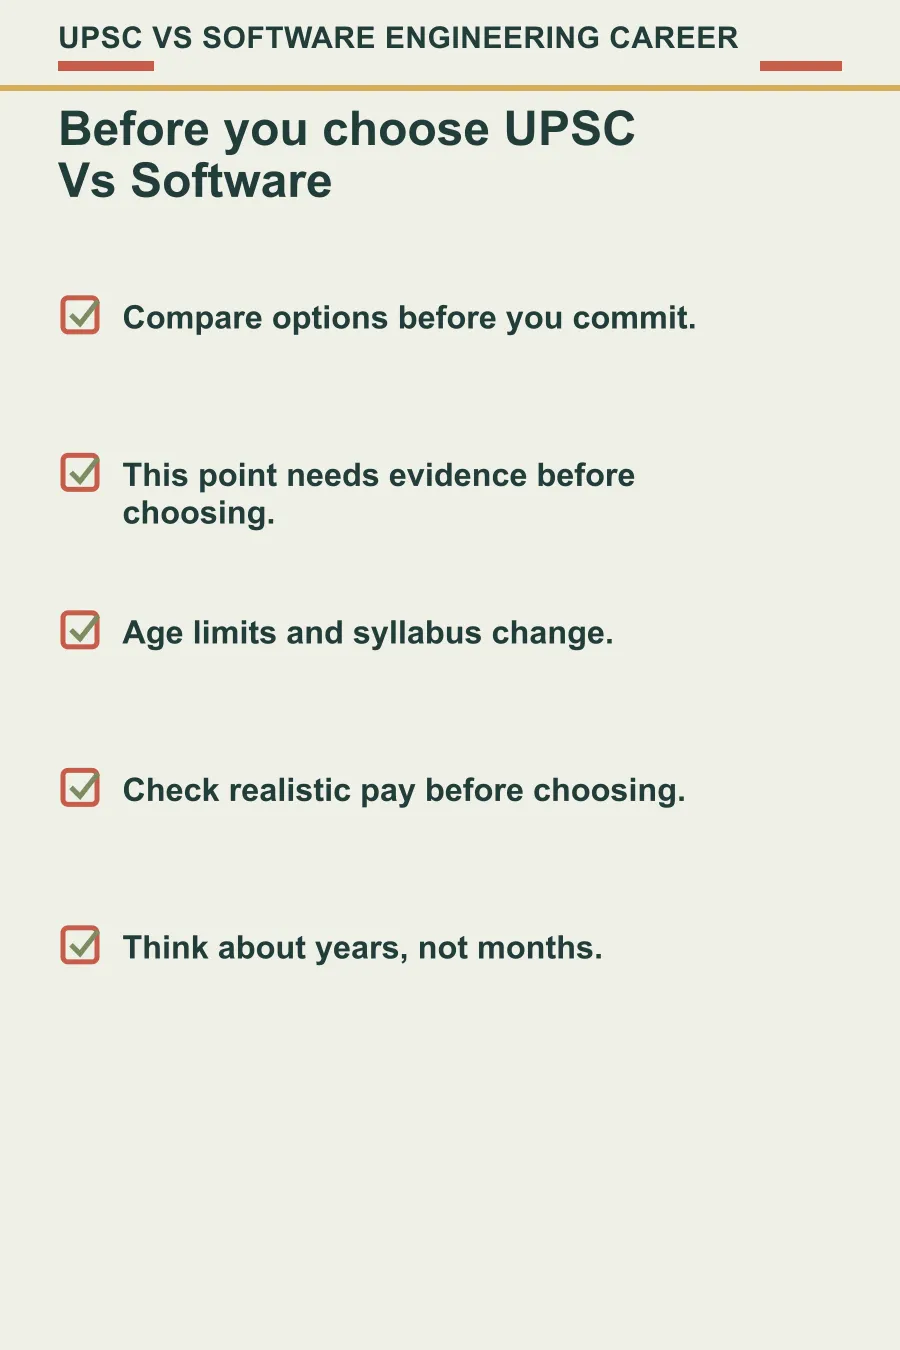 UPSC VS SOFTWARE ENGINEERING CAREER
Before you choose UPSC
Vs Software
Compare options before you commit.
This point needs evidence before
choosing.
Age limits and syllabus change.
Check realistic pay before choosing.
Think about years, not months.